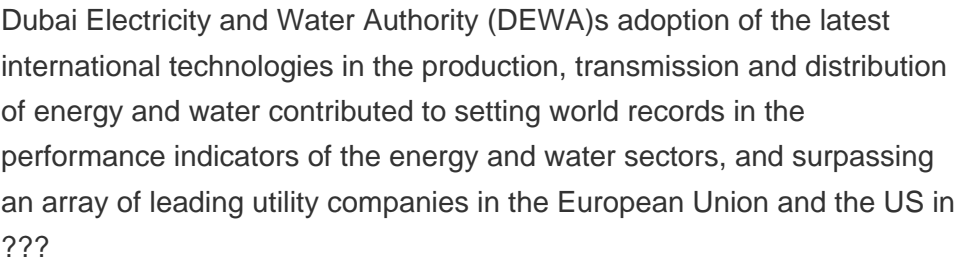 Dubai Electricity and Water Authority (DEWA)s adoption of the latest
international technologies in the production, transmission and distribution
of energy and water contributed to setting world records in the
performance indicators of the energy and water sectors, and surpassing
an array of leading utility companies in the European Union and the US in
???